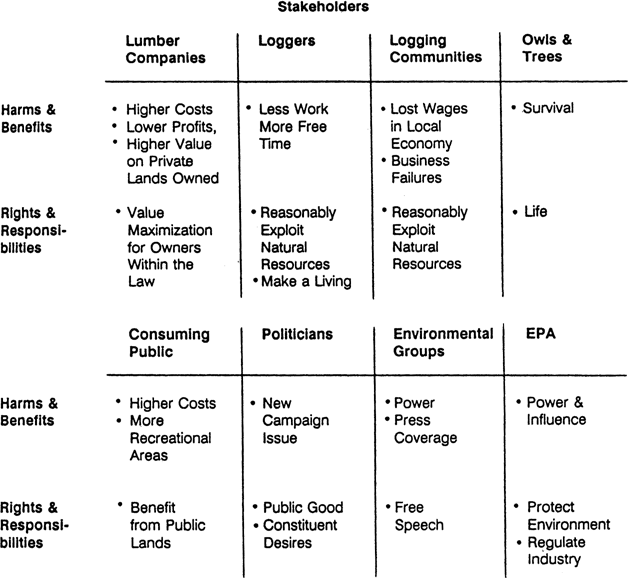 Stakeholders
Lumber
Companies
Loggers
Logging
Communities
Owls &
Trees
Harms &
Benefits
• Higher Costs
• Lower Profits,
• Higher Value
on Private
Lands Owned
• Less Work
More Free
Time
• Lost Wages
in Local
Economy
• Business
Failures
• Survival
Rights &
Responsi-
bilities
• Value
Maximization
for Owners
Within the
Law
• Reasonably
Exploit
Natural
Resources
• Make a Living
• Reasonably
Exploit
Natural
Resources
• Life
Consuming
Public
Politicians
Environmental
Groups
EPA
Harms &
Benefits
• Higher Costs
• More
Recreational
Areas
• New
Campaign
Issue
• Power
• Press
Coverage
• Power &
Influence
Rights &
Responsi-
bilities
• Benefit
from Public
Lands
• Public Good
• Constituent
Desires
• Free
Speech
• Protect
Environment
• Regulate
Industry